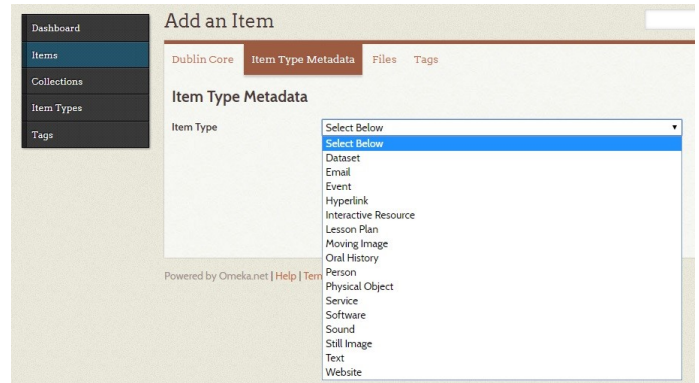 Add an Item
Dashboard
Items
Collections
Item Types
Tags
Dublin Core Item Type Metadata Files Tags
Item Type Metadata
Item Type Select Below
Select Below
Dataset
Email
Event
Hyperlink
Interactive Resource
Lesson Plan
Moving Image
Oral History
Person
Physical Object
Service
Software
Sound
Still Image
Text
Website
Powered by Omeka.net | Help | Tern